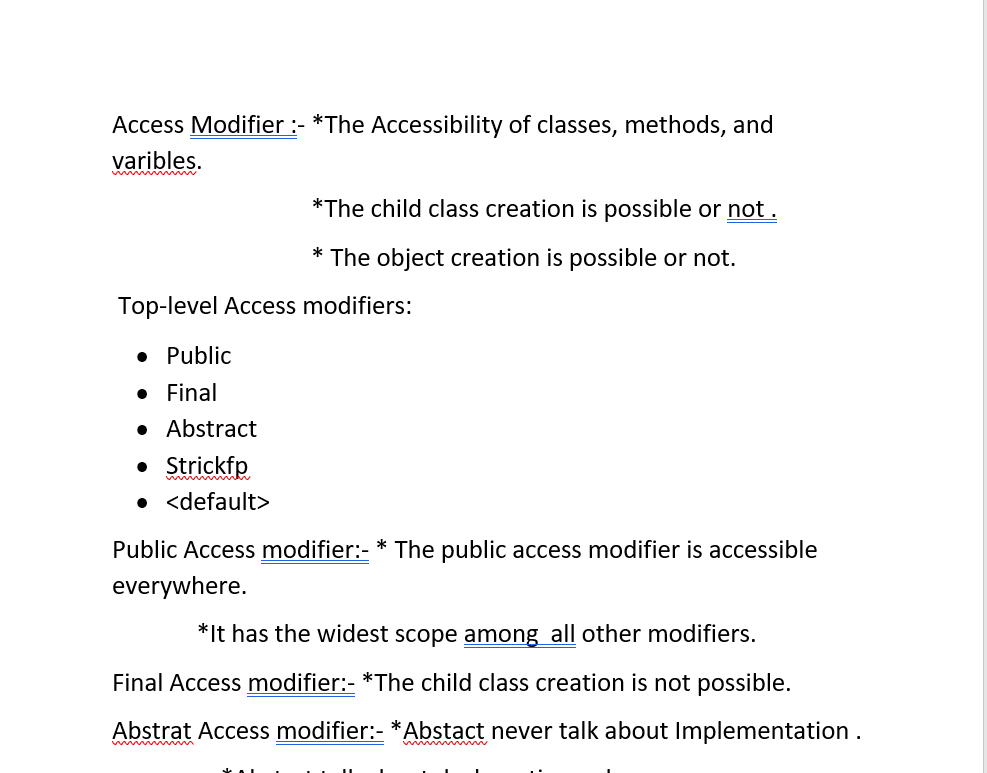 Access Modifier :- *The Accessibility of classes, methods, and
varibles.
*The child class creation is possible or not .
* The object creation is possible or not.
Top-level Access modifiers:
● Public
● Final
● Abstract
● Strickfp
● <default>
Public Access modifier:- * The public access modifier is accessible
everywhere.
*It has the widest scope among  all other modifiers.
Final Access modifier:- *The child class creation is not possible.
Abstrat Access modifier:- *Abstact never talk about Implementation .